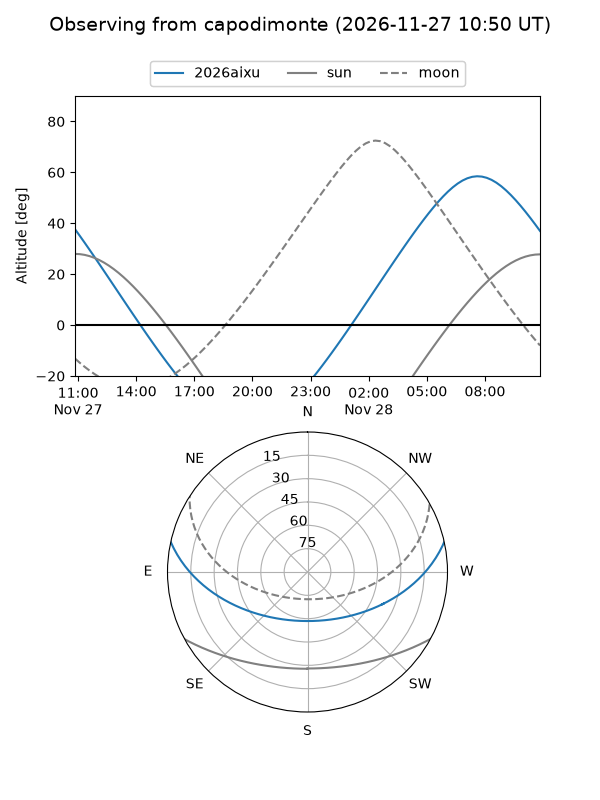 Observing from capodimonte (2026-11-27 10:50 UT)
2026aixu sun moon
80
60
40
20
0
−20
Altitude [deg]
11:00 14:00 17:00 20:00 23:00 02:00 05:00 08:00
Nov 27 Nov 28
N
NE NW
15
30
45
60
75
E W
SE SW
S